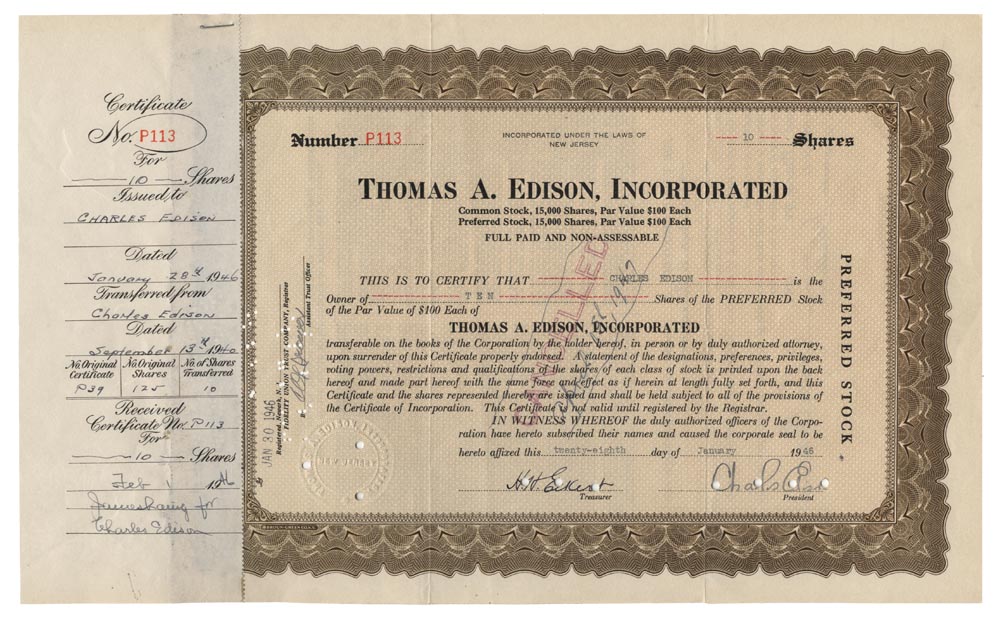 Certificate
No. P113
For
10 Shares
Issued to
CHARLES EDISON
Dated
January 28th 1946
Transferred from
Charles Edison
Dated
September 13th 1940
No. Original Certificate No. Original Shares No. of Shares Transferred
P39 125 10
Received
Certificate No. P113
For
10 Shares
Feb 1 1946
for
Charles Edison
Number P113
INCORPORATED UNDER THE LAWS OF
NEW JERSEY
10 Shares
THOMAS A. EDISON, INCORPORATED
Common Stock, 15,000 Shares, Par Value $100 Each
Preferred Stock, 15,000 Shares, Par Value $100 Each
FULL PAID AND NON-ASSESSABLE
THIS IS TO CERTIFY THAT CHARLES EDISON is the
Owner of TEN Shares of the PREFERRED Stock
of the Par Value of $100 Each of
THOMAS A. EDISON, INCORPORATED
transferable on the books of the Corporation by the holder hereof, in person or by duly authorized attorney,
upon surrender of this Certificate properly endorsed. A statement of the designations, preferences, privileges,
voting powers, restrictions and qualifications of the shares of each class of stock is printed upon the back
hereof and made part hereof with the same force and effect as if herein at length fully set forth, and this
Certificate and the shares represented thereby are issued and shall be held subject to all of the provisions of
the Certificate of Incorporation. This Certificate is not valid until registered by the Registrar.
IN WITNESS WHEREOF the duly authorized officers of the Corpo-
ration have hereto subscribed their names and caused the corporate seal to be
hereto affixed this twenty-eighth day of January 1946
H.H. Eckert
Treasurer
Charles Edison
President
CANCELLED
1947
PREFERRED STOCK
JAN 30 1946
Registered, Newark, N.J.
FIDELITY UNION TRUST COMPANY, Registrar
Assistant Trust Officer